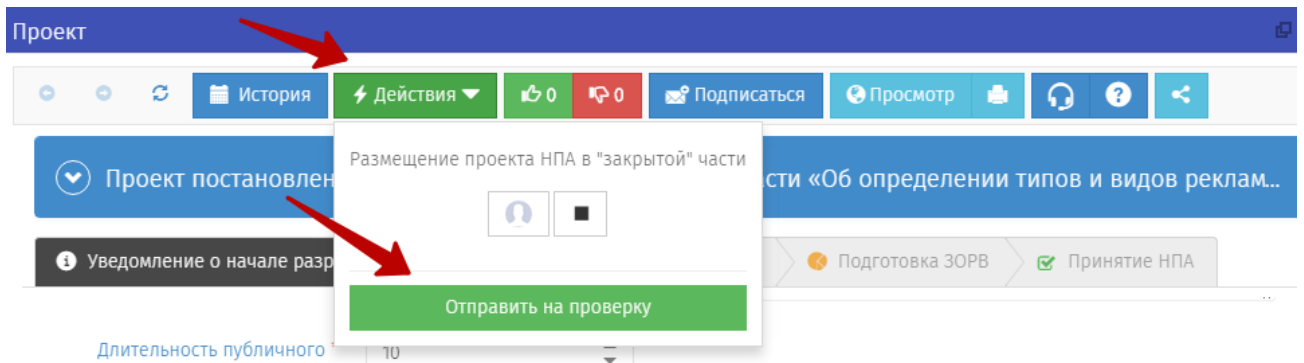 Проект
История
Действия
0
0
Подписаться
Просмотр
Размещение проекта НПА в "закрытой" части
Проект постановлен
сти «Об определении типов и видов реклам...
Уведомление о начале разр
Подготовка ЗОРВ
Принятие НПА
Отправить на проверку
Длительность публичного *
10